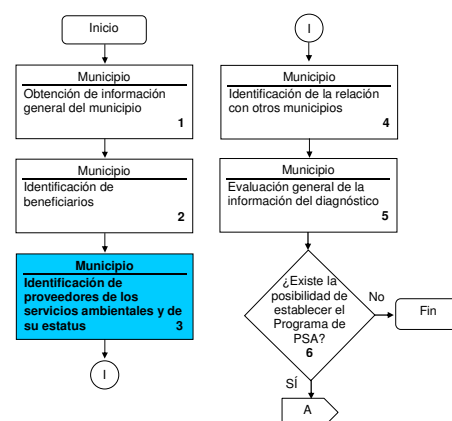 Inicio
Municipio
Obtención de información
general del municipio
1
Municipio
Identificación de
beneficiarios
2
Municipio
Identificación de
proveedores de los
servicios ambientales y de
su estatus 3
I
I
Municipio
Identificación de la relación
con otros municipios
4
Municipio
Evaluación general de la
información del diagnóstico
5
¿Existe la
posibilidad de
establecer el
Programa de
PSA?
6
No
Fin
SÍ
A